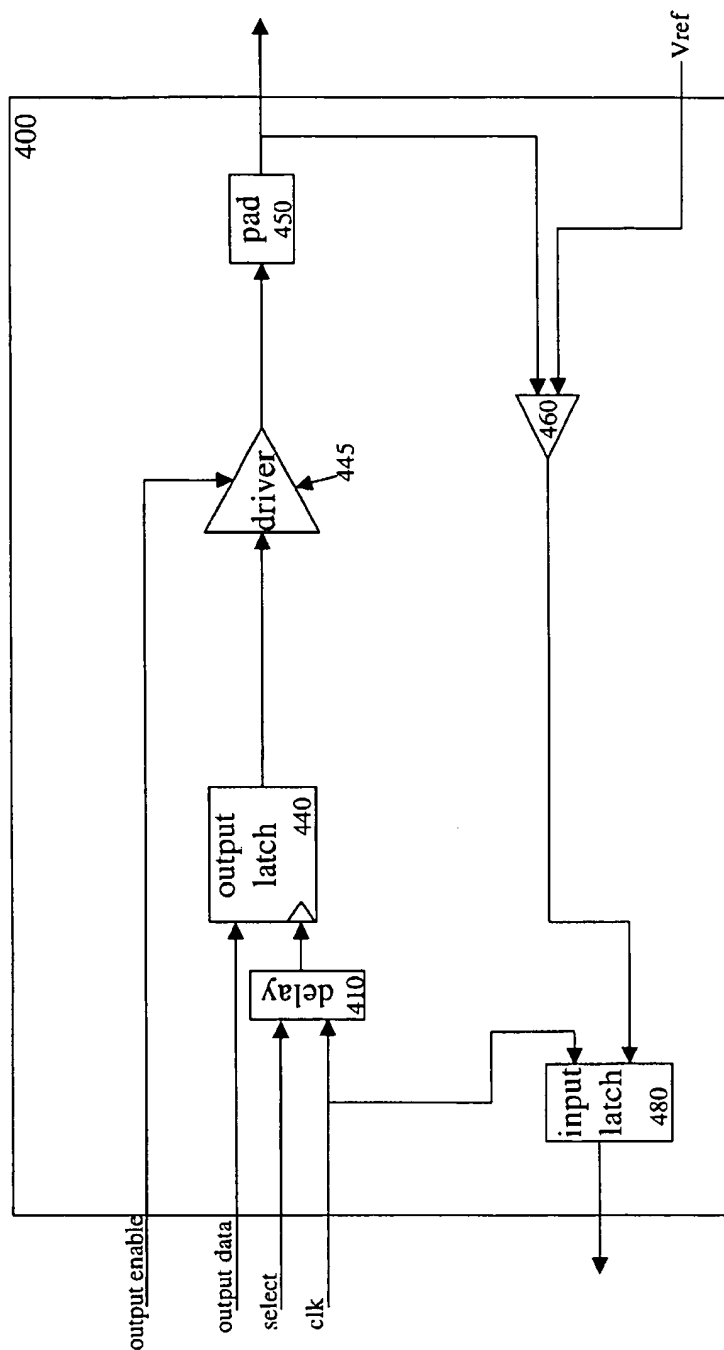 400
output enable
output data
select
clk
delay
410
output
latch
440
driver
445
pad
450
460
Vref
input
latch
480